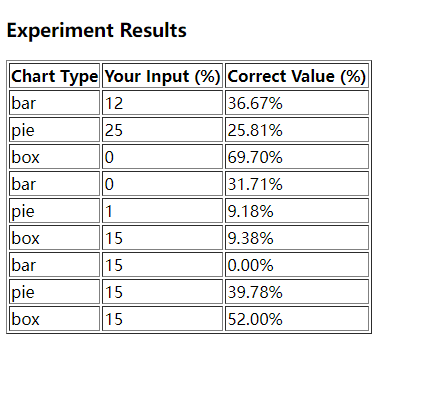 Experiment Results
Chart Type Your Input (%) Correct Value (%)
bar 12 36.67%
pie 25 25.81%
box 0 69.70%
bar 0 31.71%
pie 1 9.18%
box 15 9.38%
bar 15 0.00%
pie 15 39.78%
box 15 52.00%